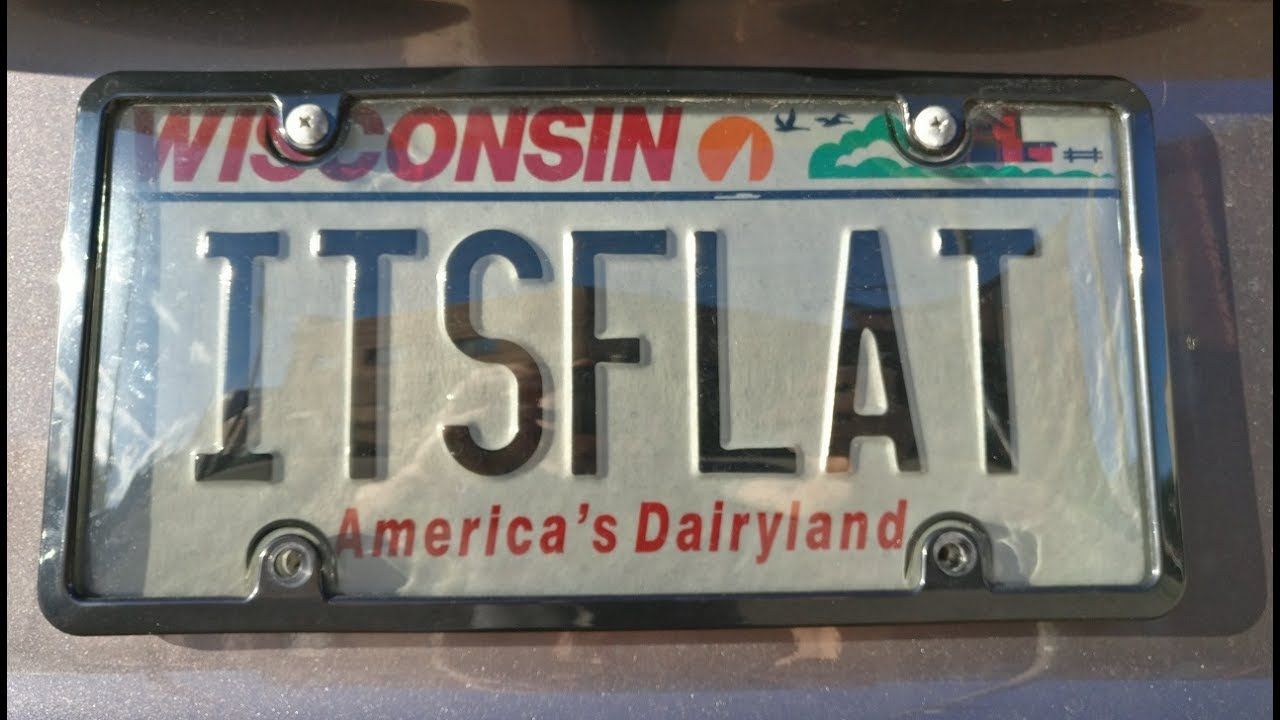 WISCONSIN
ITSFLAT
America's Dairyland